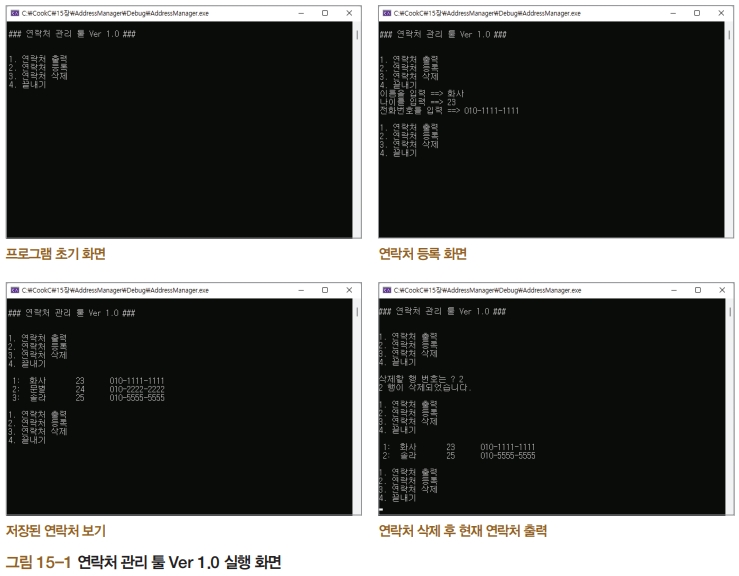 C:₩CookC₩15장₩AddressManager₩Debug₩AddressManager.exe
### 연락처 관리 툴 Ver 1.0 ###
1. 연락처 출력
2. 연락처 등록
3. 연락처 삭제
4. 끝내기
프로그램 초기 화면
C:₩CookC₩15장₩AddressManager₩Debug₩AddressManager.exe
### 연락처 관리 툴 Ver 1.0 ###
1. 연락처 출력
2. 연락처 등록
3. 연락처 삭제
4. 끝내기
이름을 입력 ==> 화사
나이를 입력 ==> 23
전화번호를 입력 ==> 010-1111-1111
1. 연락처 출력
2. 연락처 등록
3. 연락처 삭제
4. 끝내기
연락처 등록 화면
C:₩CookC₩15장₩AddressManager₩Debug₩AddressManager.exe
### 연락처 관리 툴 Ver 1.0 ###
1. 연락처 출력
2. 연락처 등록
3. 연락처 삭제
4. 끝내기
1: 화사 23 010-1111-1111
2: 문별 24 010-2222-2222
3: 솔라 25 010-5555-5555
1. 연락처 출력
2. 연락처 등록
3. 연락처 삭제
4. 끝내기
저장된 연락처 보기
C:₩CookC₩15장₩AddressManager₩Debug₩AddressManager.exe
### 연락처 관리 툴 Ver 1.0 ###
1. 연락처 출력
2. 연락처 등록
3. 연락처 삭제
4. 끝내기
삭제할 행 번호는 ? 2
2 행이 삭제되었습니다.
1. 연락처 출력
2. 연락처 등록
3. 연락처 삭제
4. 끝내기
1: 화사 23 010-1111-1111
2: 솔라 25 010-5555-5555
1. 연락처 출력
2. 연락처 등록
3. 연락처 삭제
4. 끝내기
연락처 삭제 후 현재 연락처 출력
그림 15-1 연락처 관리 툴 Ver 1.0 실행 화면